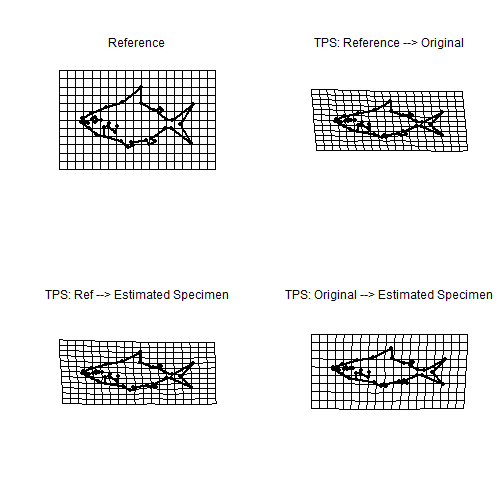 Reference
TPS: Reference --> Original
TPS: Ref --> Estimated Specimen
TPS: Original --> Estimated Specimen